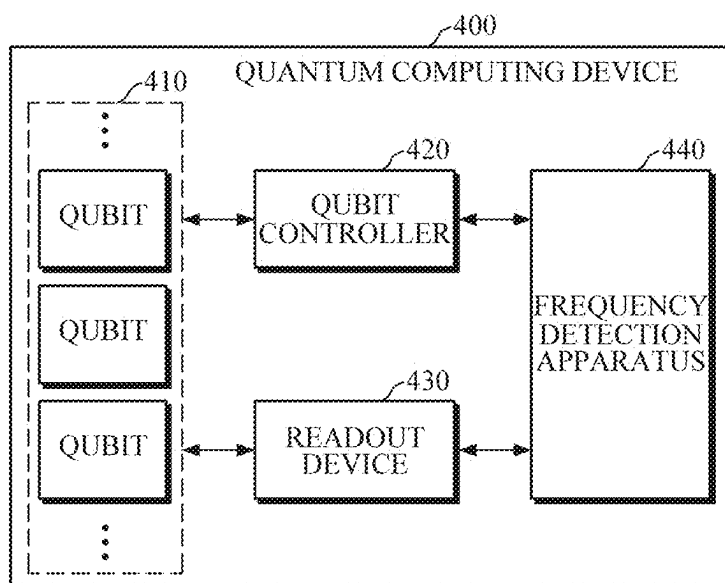 400
QUANTUM COMPUTING DEVICE
410
420
440
QUBIT
QUBIT
CONTROLLER
QUBIT
FREQUENCY
DETECTION
APPARATUS
430
QUBIT
READOUT
DEVICE